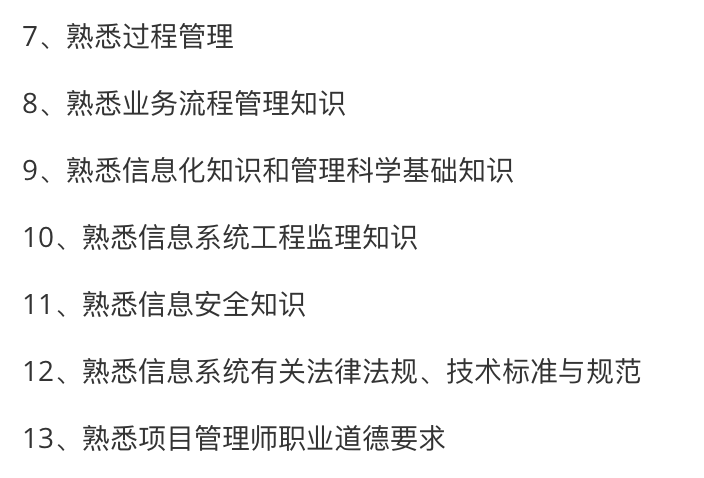 7、熟悉过程管理
8、熟悉业务流程管理知识
9、熟悉信息化知识和管理科学基础知识
10、熟悉信息系统工程监理知识
11、熟悉信息安全知识
12、熟悉信息系统有关法律法规、技术标准与规范
13、熟悉项目管理师职业道德要求